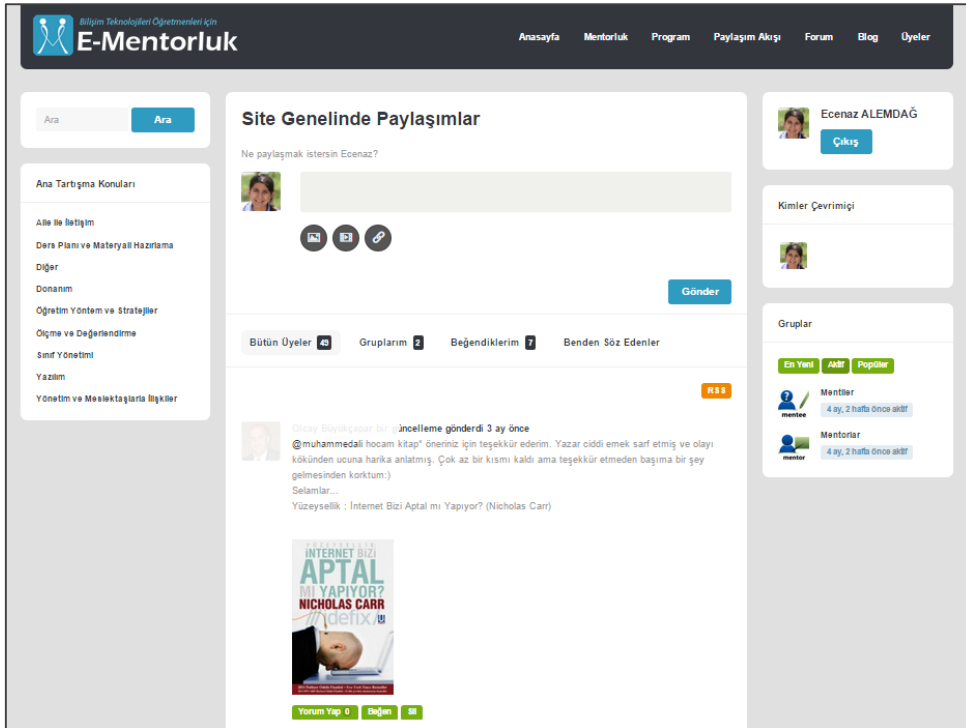 Bilişim Teknolojileri Öğretmenleri için
E-Mentorluk
Anasayfa Mentorluk Program Paylaşım Akışı Forum Blog Üyeler
Ara Ara
Ana Tartışma Konuları
Aile ile İletişim
Ders Planı ve Materyali Hazırlama
Diğer
Donanım
Öğretim Yöntem ve Stratejiler
Ölçme ve Değerlendirme
Sınıf Yönetimi
Yazılım
Yönetim ve Meslektaşlarla İlişkiler
Site Genelinde Paylaşımlar
Ne paylaşmak istersin Ecenaz?
Gönder
Bütün Üyeler 45 Gruplarım 2 Beğendiklerim 7 Benden Söz Edenler
RSS
Olcay Büyükçapar bir güncelleme gönderdi 3 ay önce
@muhammedali hocam kitap* öneriniz için teşekkür ederim. Yazar ciddi emek sarf etmiş ve olayı
kökünden ucuna harika anlatmış. Çok az bir kısmı kaldı ama teşekkür etmeden başıma bir şey
gelmesinden korktum:)
Selamlar...
Yüzeysellik : İnternet Bizi Aptal mı Yapıyor? (Nicholas Carr)
YÜZEYSELLİK
İNTERNET BİZİ
APTAL
MI YAPIYOR?
NICHOLAS CARR
idefix
Yorum Yap 0 Beğen Sil
Ecenaz ALEMDAĞ
Çıkış
Kimler Çevrimiçi
Gruplar
En Yeni Aktif Popüler
mentee
Mentiler
4 ay, 2 hafta önce aktif
mentor
Mentorlar
4 ay, 2 hafta önce aktif